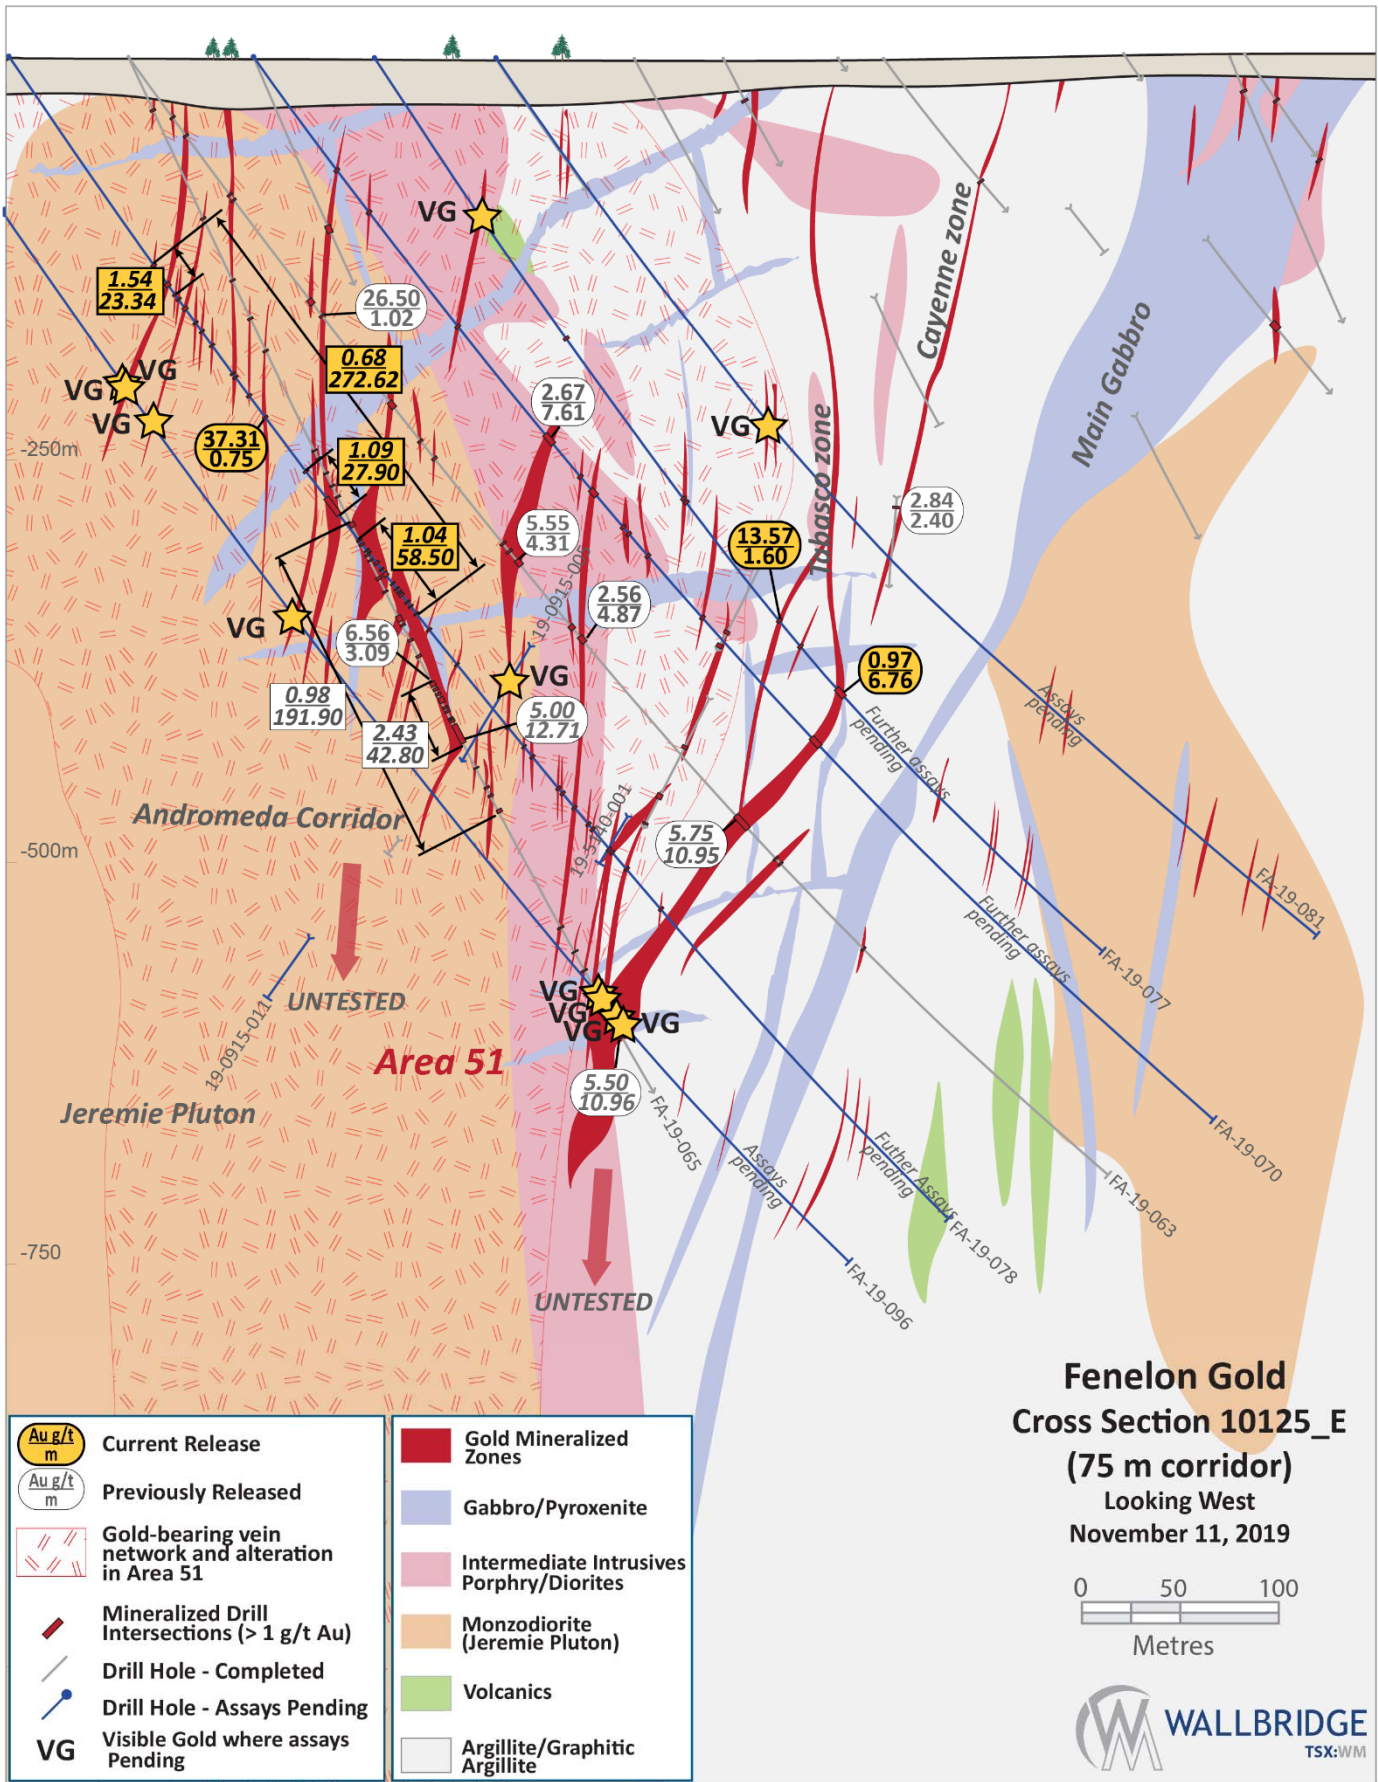 VG
1.54
23.34
26.50
1.02
0.68
272.62
VG
VG
VG
2.67
7.61
VG
37.31
0.75
-250m
1.09
27.90
Cayenne zone
Main Gabbro
Tabasco zone
2.84
2.40
5.55
4.31
1.04
58.50
13.57
1.60
19-0915-005
2.56
4.87
VG
6.56
3.09
0.97
6.76
VG
0.98
191.90
5.00
12.71
2.43
42.80
Assays
pending
Further assays
pending
Andromeda Corridor
19-5140-001
5.75
10.95
-500m
FA-19-081
Further assays
pending
FA-19-077
UNTESTED
19-0915-011
VG
VG
VG
VG
Area 51
5.50
10.96
Jeremie Pluton
FA-19-065
Assays
pending
Futher Assays
pending
FA-19-070
FA-19-063
-750
FA-19-078
FA-19-096
UNTESTED
Fenelon Gold
Cross Section 10125_E
(75 m corridor)
Looking West
November 11, 2019
0 50 100
Metres
WALLBRIDGE
TSX:WM
Au g/t
m
Current Release
Au g/t
m
Previously Released
Gold-bearing vein
network and alteration
in Area 51
Mineralized Drill
Intersections (> 1 g/t Au)
Drill Hole - Completed
Drill Hole - Assays Pending
VG Visible Gold where assays
Pending
Gold Mineralized
Zones
Gabbro/Pyroxenite
Intermediate Intrusives
Porphry/Diorites
Monzodiorite
(Jeremie Pluton)
Volcanics
Argillite/Graphitic
Argillite